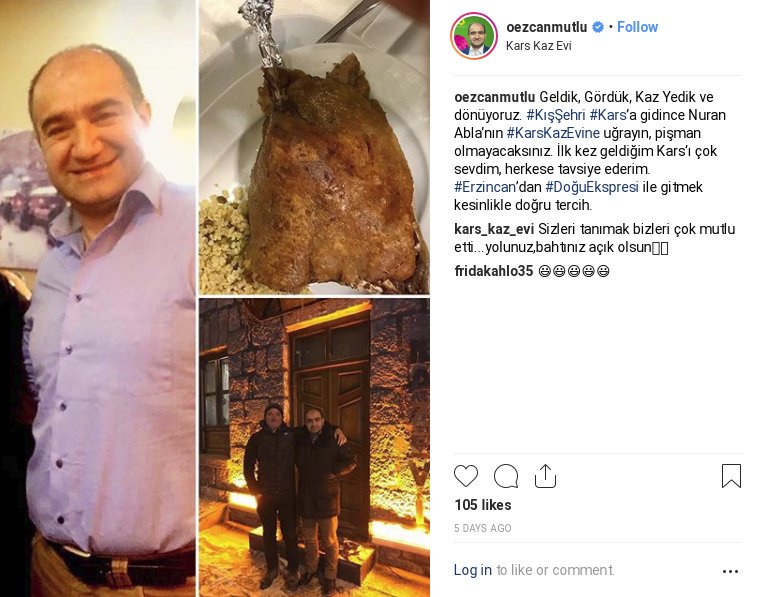 oezcanmutlu • Follow
Kars Kaz Evi
oezcanmutlu Geldik, Gördük, Kaz Yedik ve
dönüyoruz. #KışŞehri #Kars'a gidince Nuran
Abla'nın #KarsKazEvine uğrayın, pişman
olmayacaksınız. İlk kez geldiğim Kars'ı çok
sevdim, herkese tavsiye ederim.
#Erzincan'dan #DoğuEkspresi ile gitmek
kesinlikle doğru tercih.
kars_kaz_evi Sizleri tanımak bizleri çok mutlu
etti...yolunuz,bahtınız açık olsun
fridakahlo35 😃😃😃😃😃
105 likes
5 DAYS AGO
Log in to like or comment.